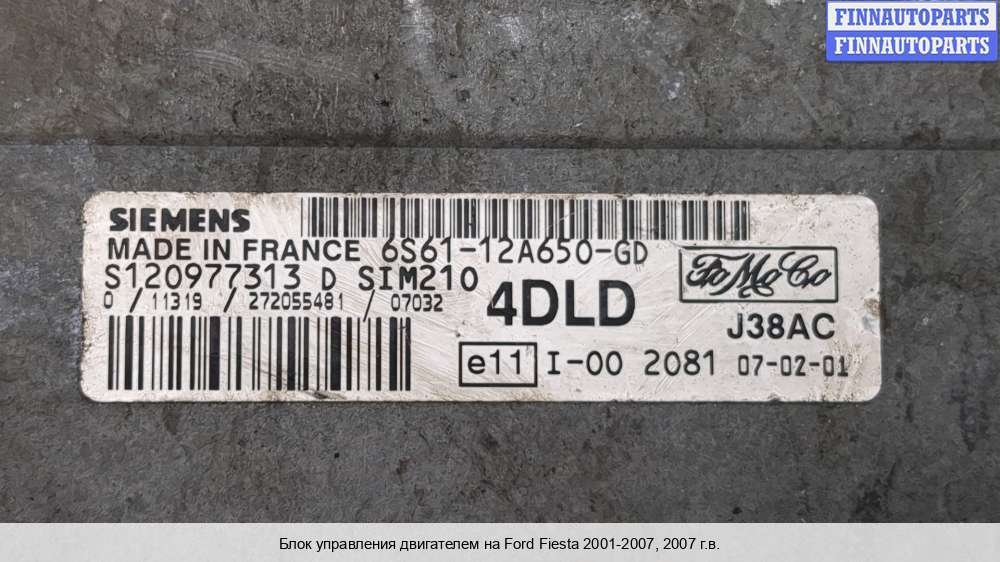 FINNAUTOPARTS
FINNAUTOPARTS
SIEMENS
MADE IN FRANCE 6S61-12A650-GD
S120977313 D SIM210
0 / 11319 / 272055481 / 07032
4DLD
FoMoCo
J38AC
e11 I-00 2081 07-02-01
Блок управления двигателем на Ford Fiesta 2001-2007, 2007 г.в.